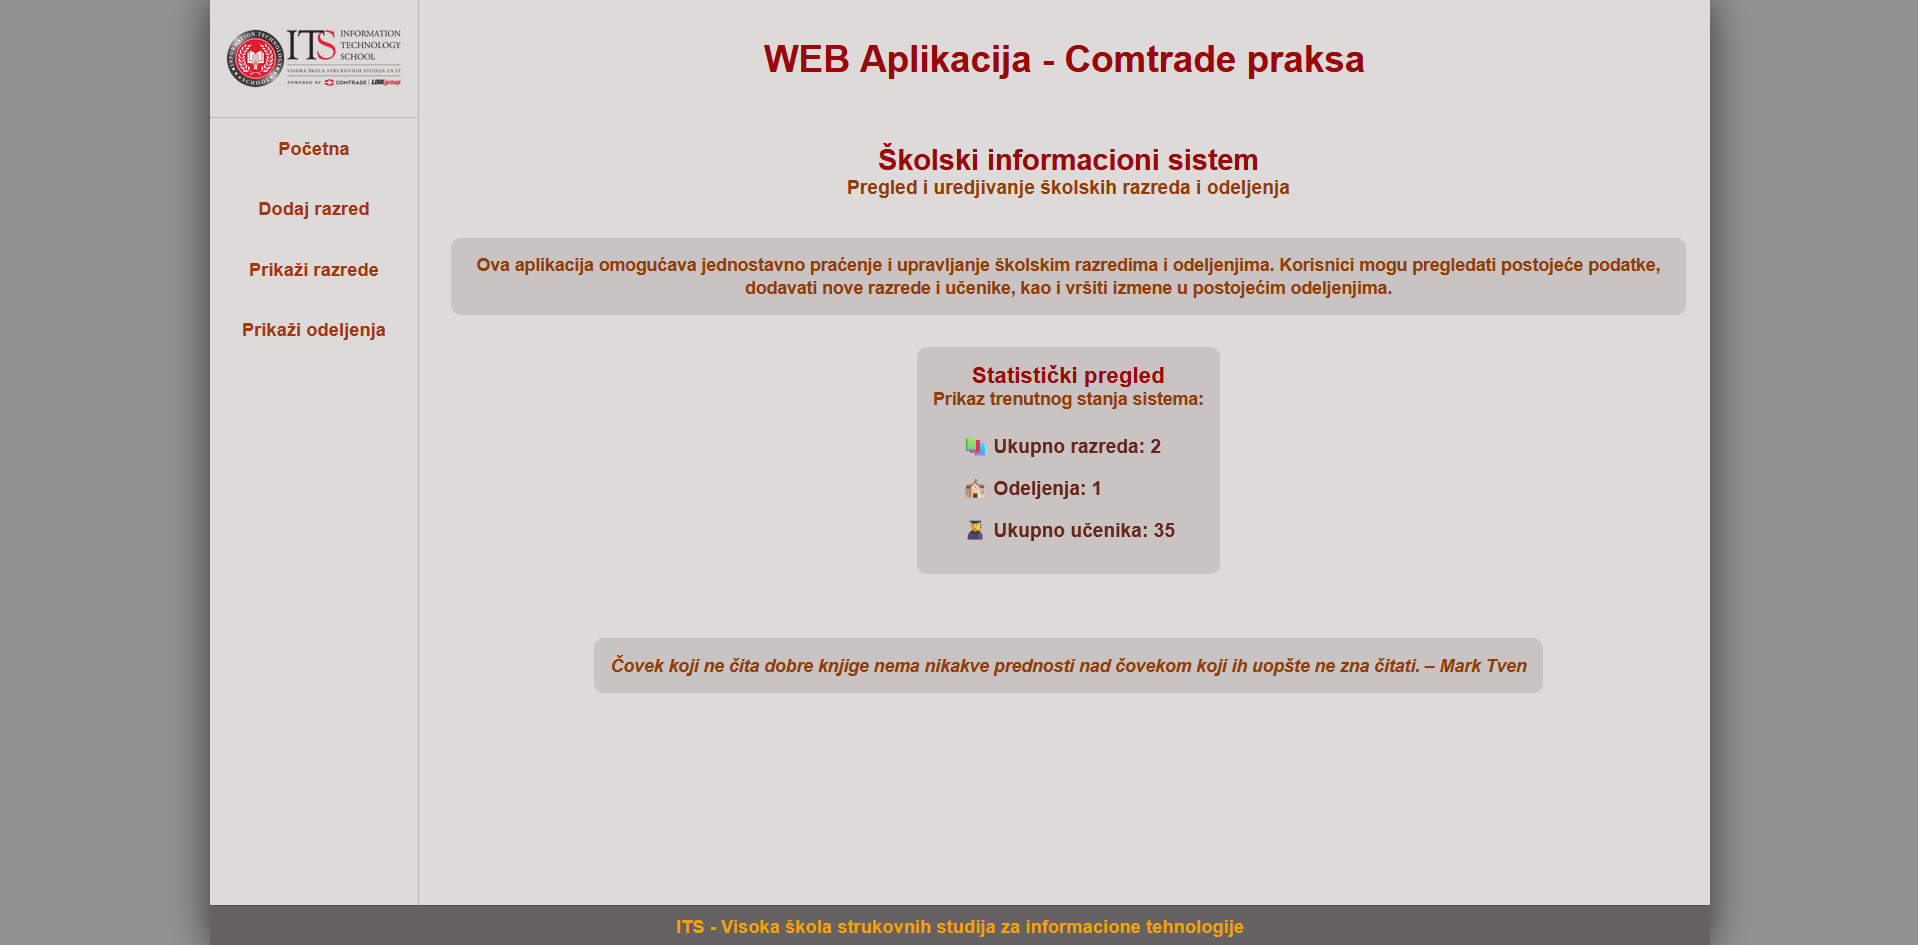 INFORMATION TECHNOLOGY
SCHOOL
ITS
INFORMATION
TECHNOLOGY
SCHOOL
VISOKA ŠKOLA STRUKOVNIH STUDIJA ZA IT
POWERED BY COMTRADE | LINKgroup
WEB Aplikacija - Comtrade praksa
Početna
Dodaj razred
Prikaži razrede
Prikaži odeljenja
Školski informacioni sistem
Pregled i uredjivanje školskih razreda i odeljenja
Ova aplikacija omogućava jednostavno praćenje i upravljanje školskim razredima i odeljenjima. Korisnici mogu pregledati postojeće podatke,
dodavati nove razrede i učenike, kao i vršiti izmene u postojećim odeljenjima.
Statistički pregled
Prikaz trenutnog stanja sistema:
Ukupno razreda: 2
Odeljenja: 1
Ukupno učenika: 35
Čovek koji ne čita dobre knjige nema nikakve prednosti nad čovekom koji ih uopšte ne zna čitati. – Mark Tven
ITS - Visoka škola strukovnih studija za informacione tehnologije